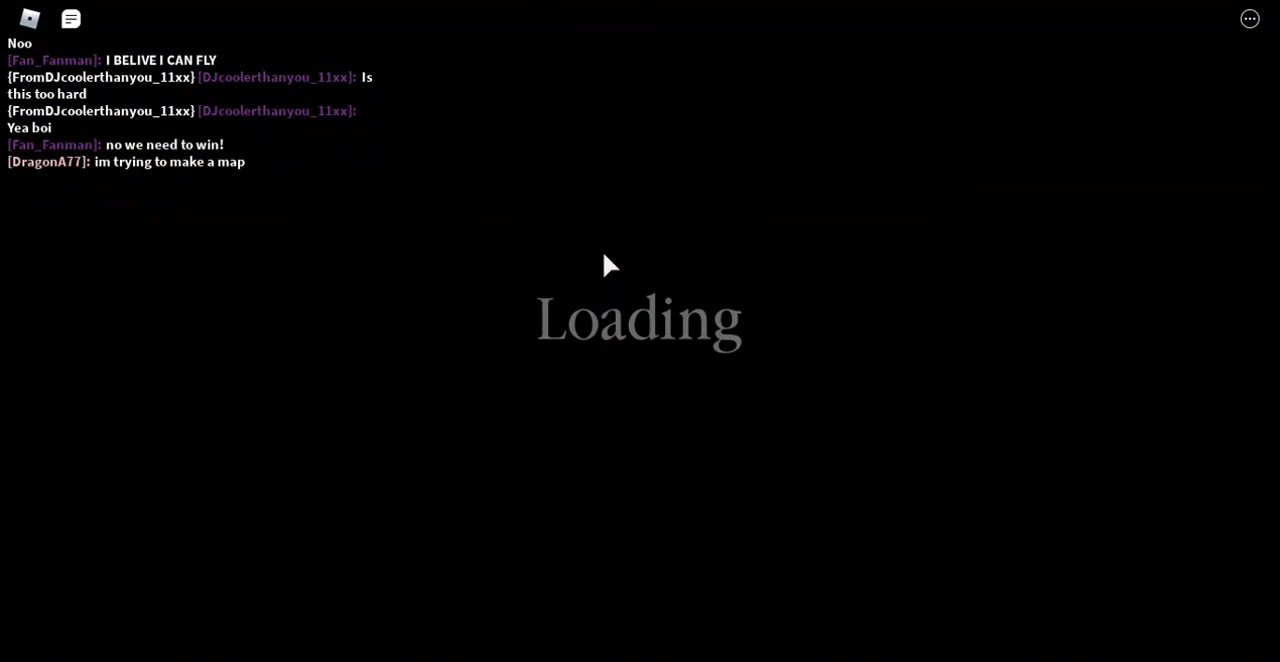 Noo
[Fan_Fanman]: I BELIVE I CAN FLY
{FromDJcoolerthanyou_11xx} [DJcoolerthanyou_11xx]: Is
this too hard
{FromDJcoolerthanyou_11xx} [DJcoolerthanyou_11xx]:
Yea boi
[Fan_Fanman]: no we need to win!
[DragonA77]: im trying to make a map
Loading